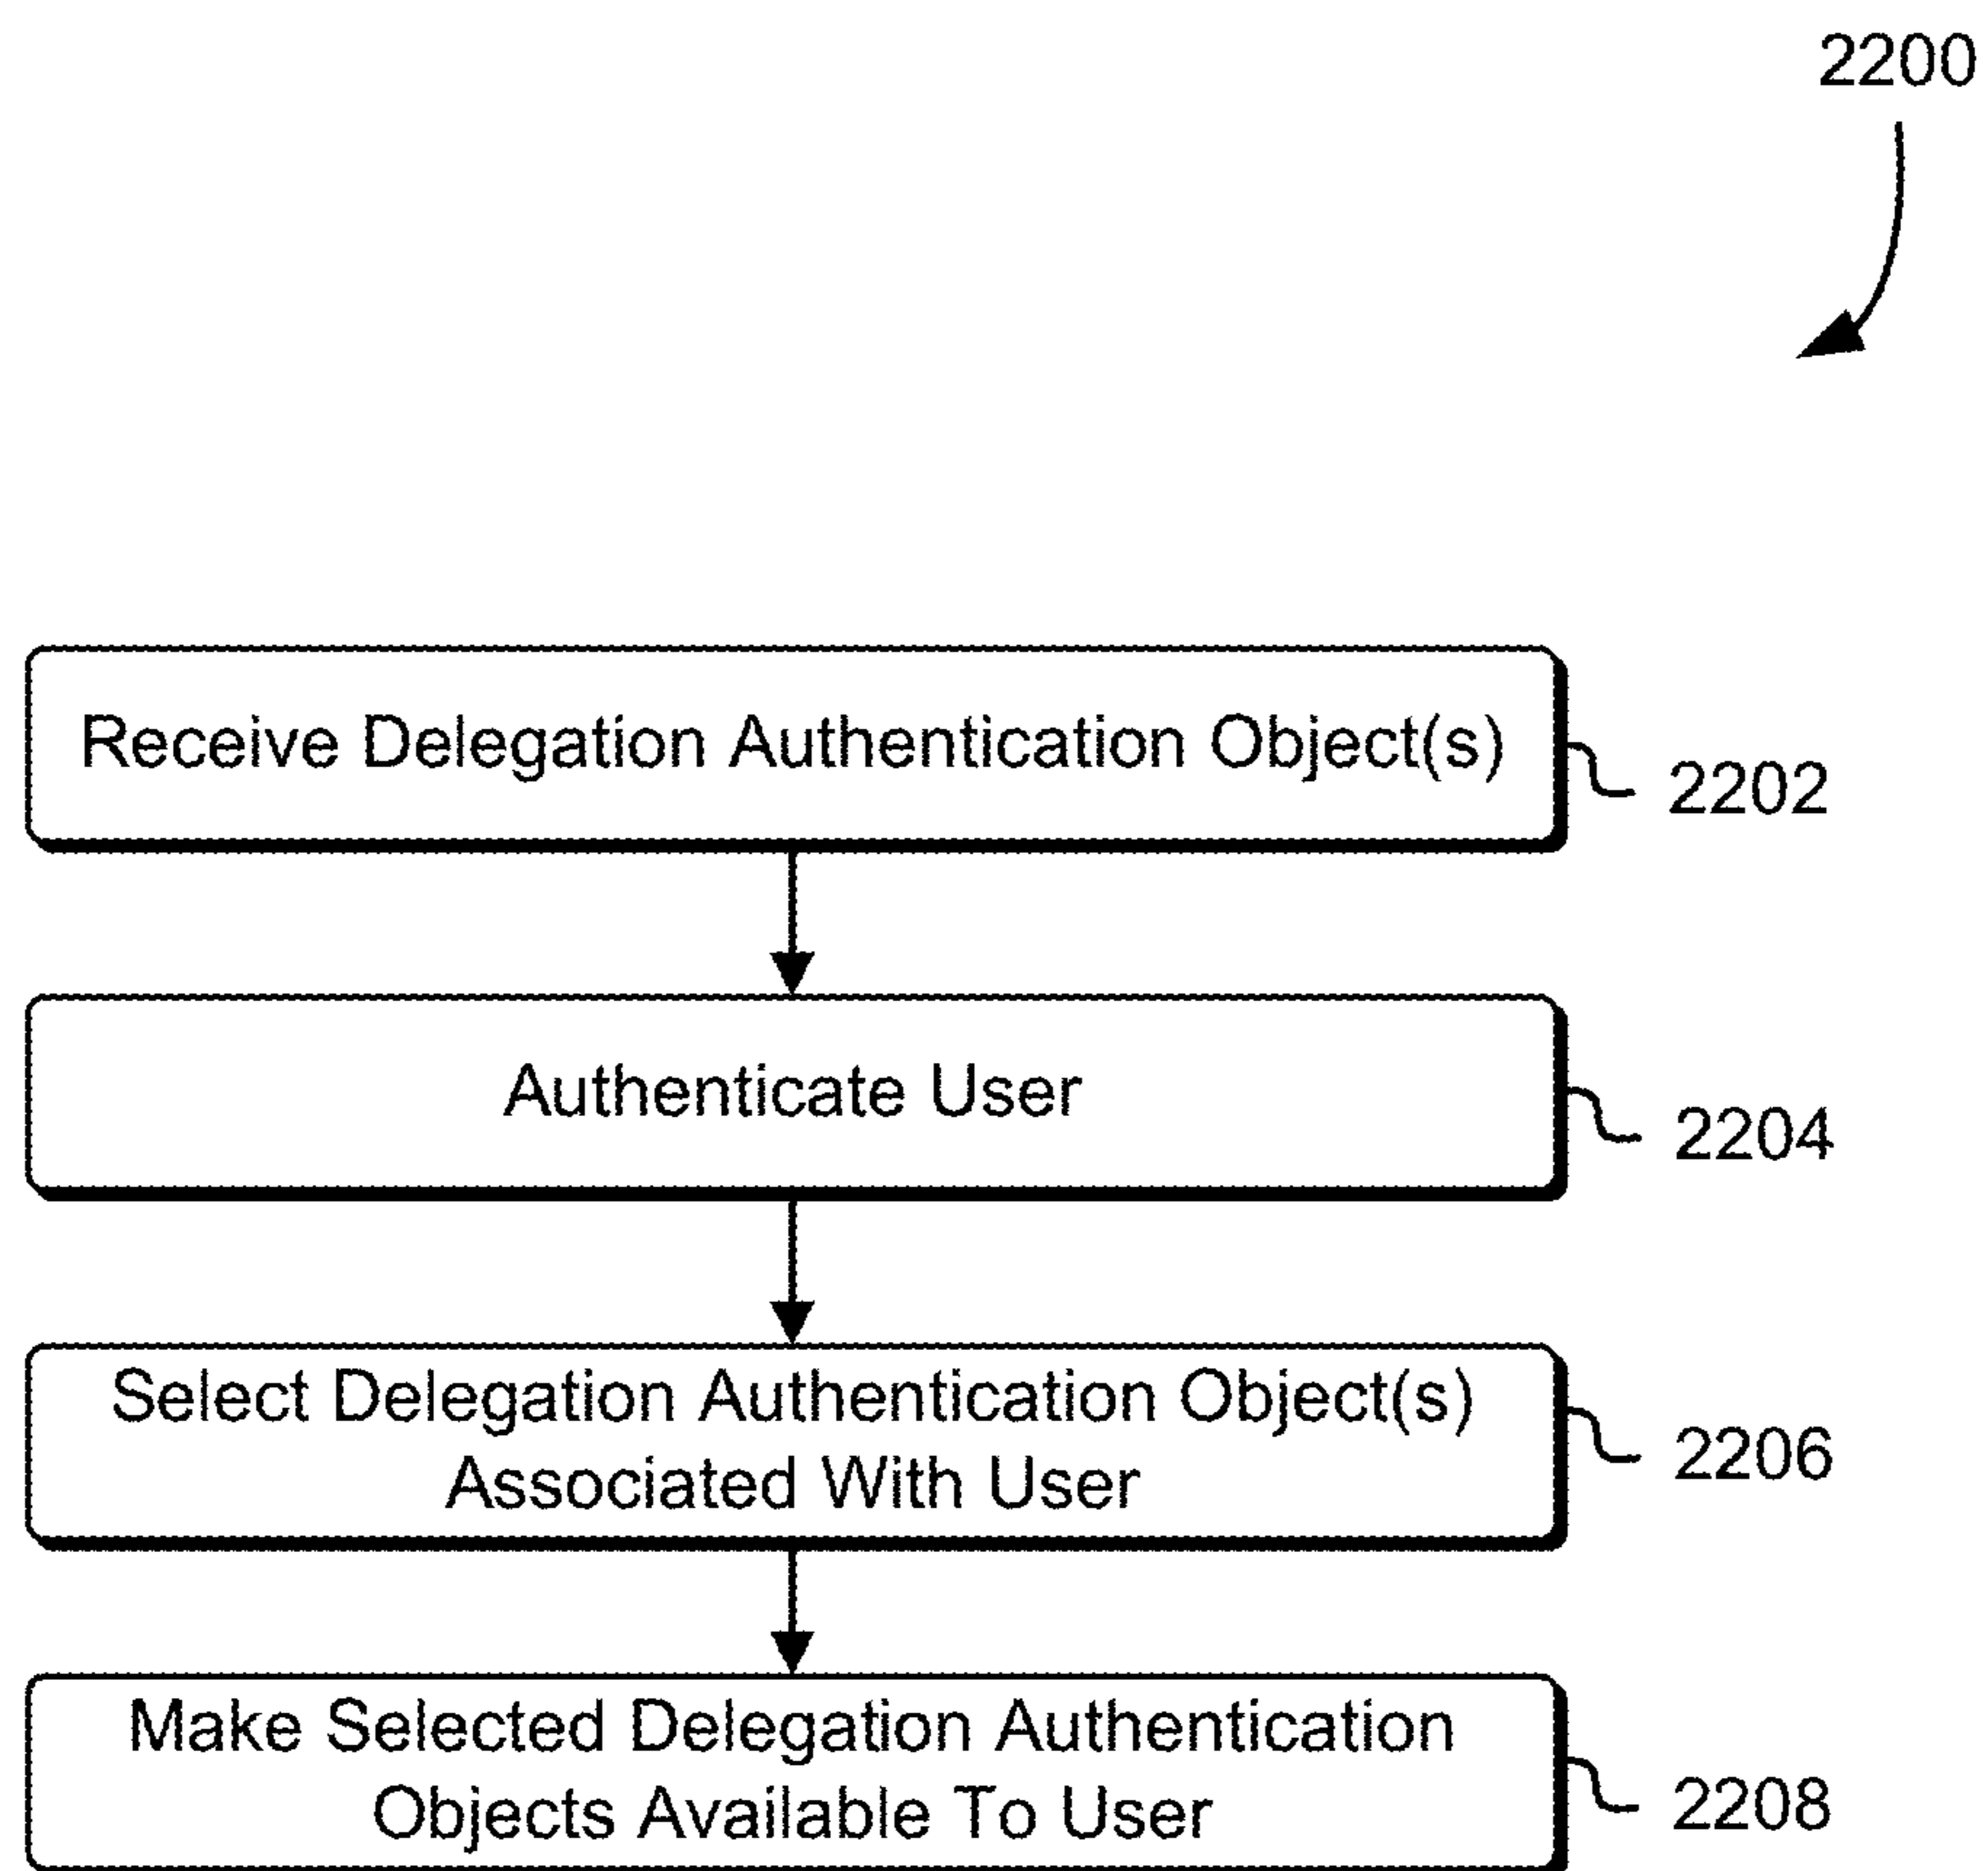 2200
Receive Delegation Authentication Object(s)
2202
Authenticate User
2204
Select Delegation Authentication Object(s)
Associated With User
2206
Make Selected Delegation Authentication
Objects Available To User
2208